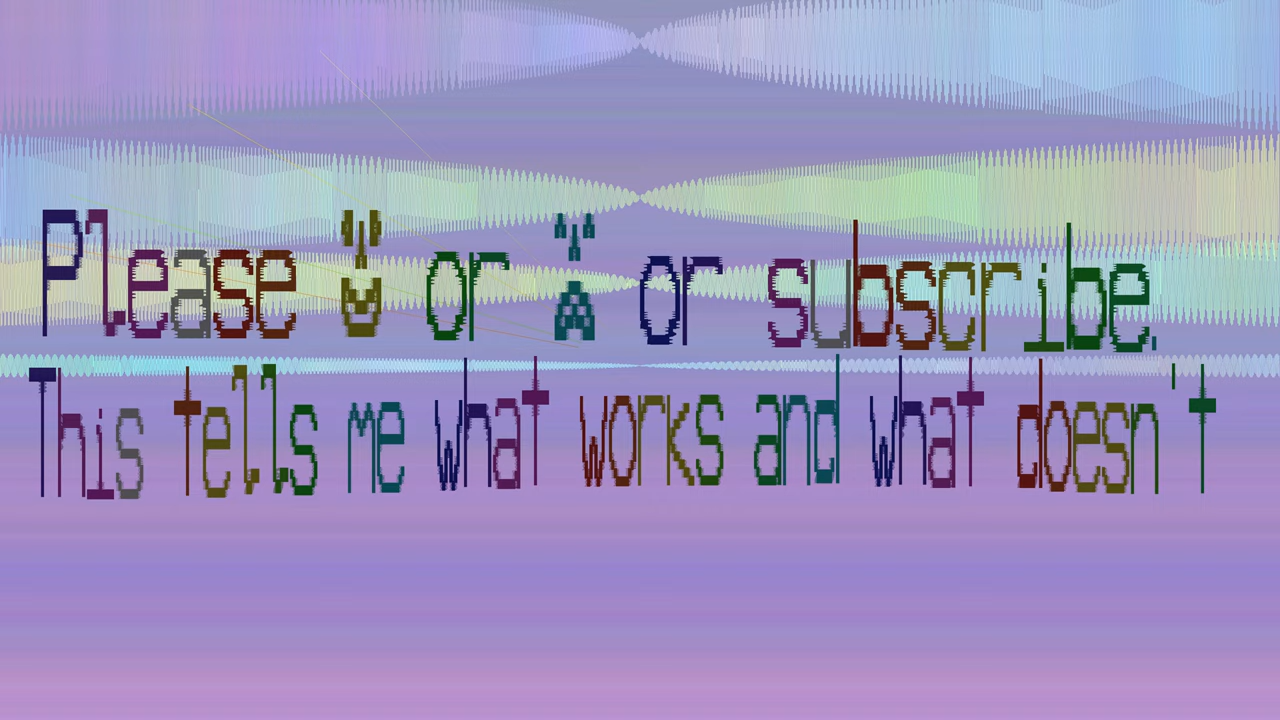 Please or or subscribe.
This tells me what works and what doesn't